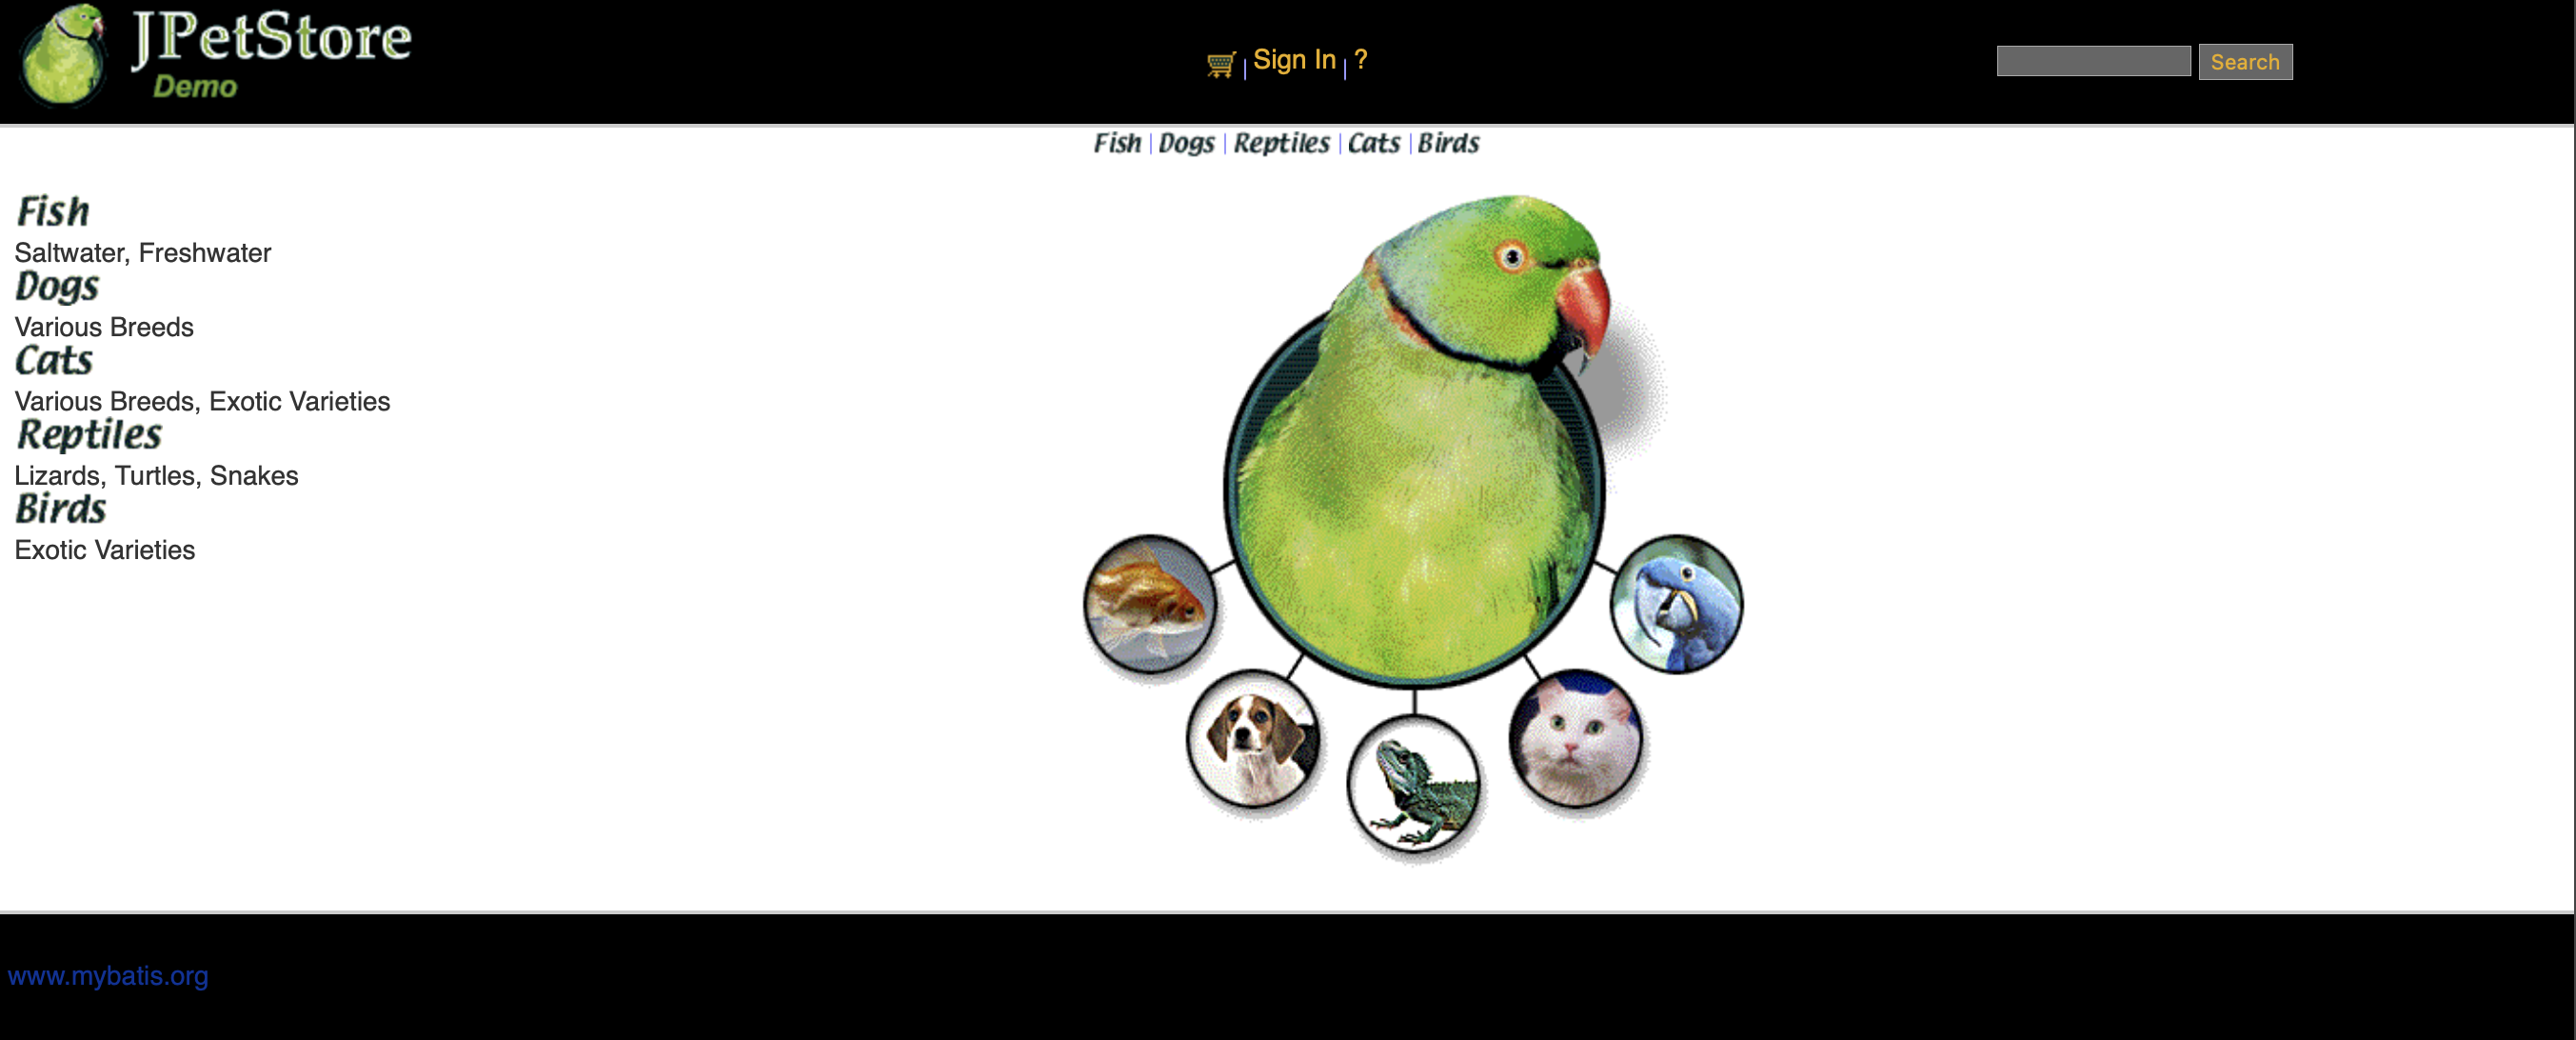 JPetStore
Demo
Sign In | ?
Search
Fish | Dogs | Reptiles | Cats | Birds
Fish
Saltwater, Freshwater
Dogs
Various Breeds
Cats
Various Breeds, Exotic Varieties
Reptiles
Lizards, Turtles, Snakes
Birds
Exotic Varieties
www.mybatis.org